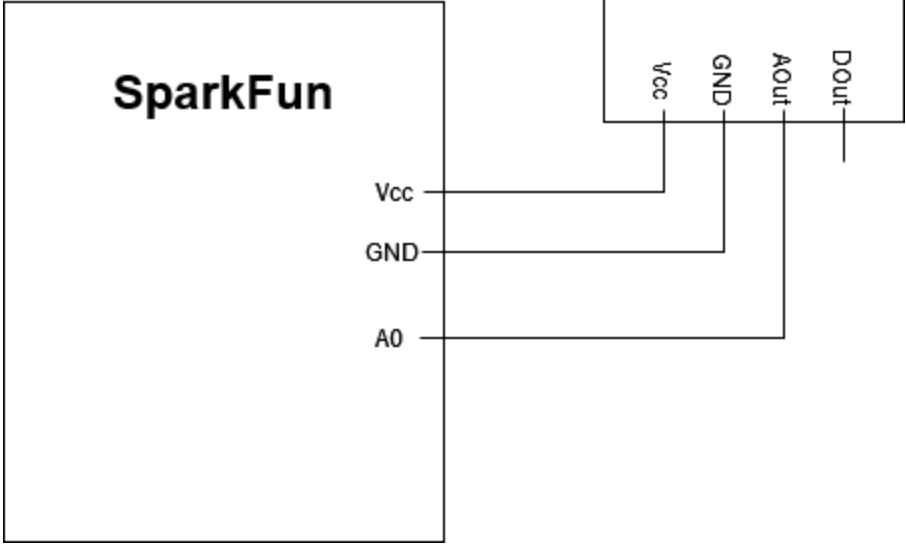 SparkFun
Vcc
GND
A0
Vcc
GND
AOut
DOut